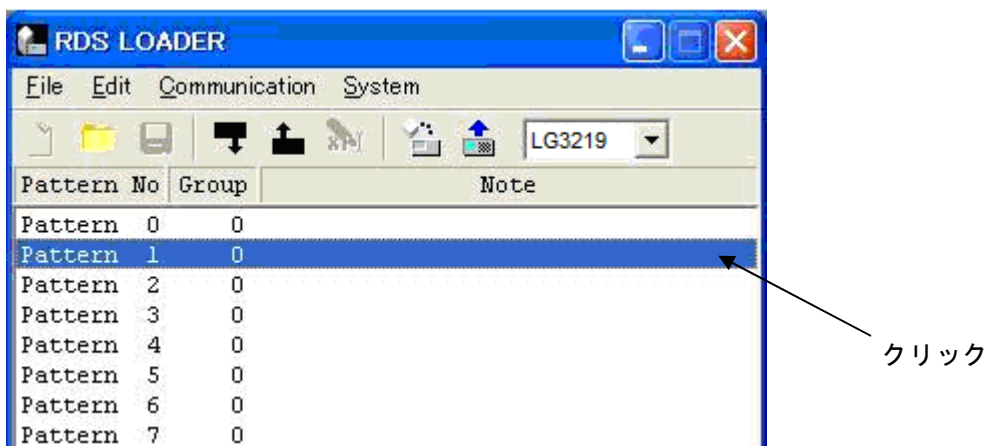 RDS LOADER
File Edit Communication System
LG3219
Pattern No Group Note
Pattern 0 0
Pattern 1 0
Pattern 2 0
Pattern 3 0
Pattern 4 0
クリック
Pattern 5 0
Pattern 6 0
Pattern 7 0